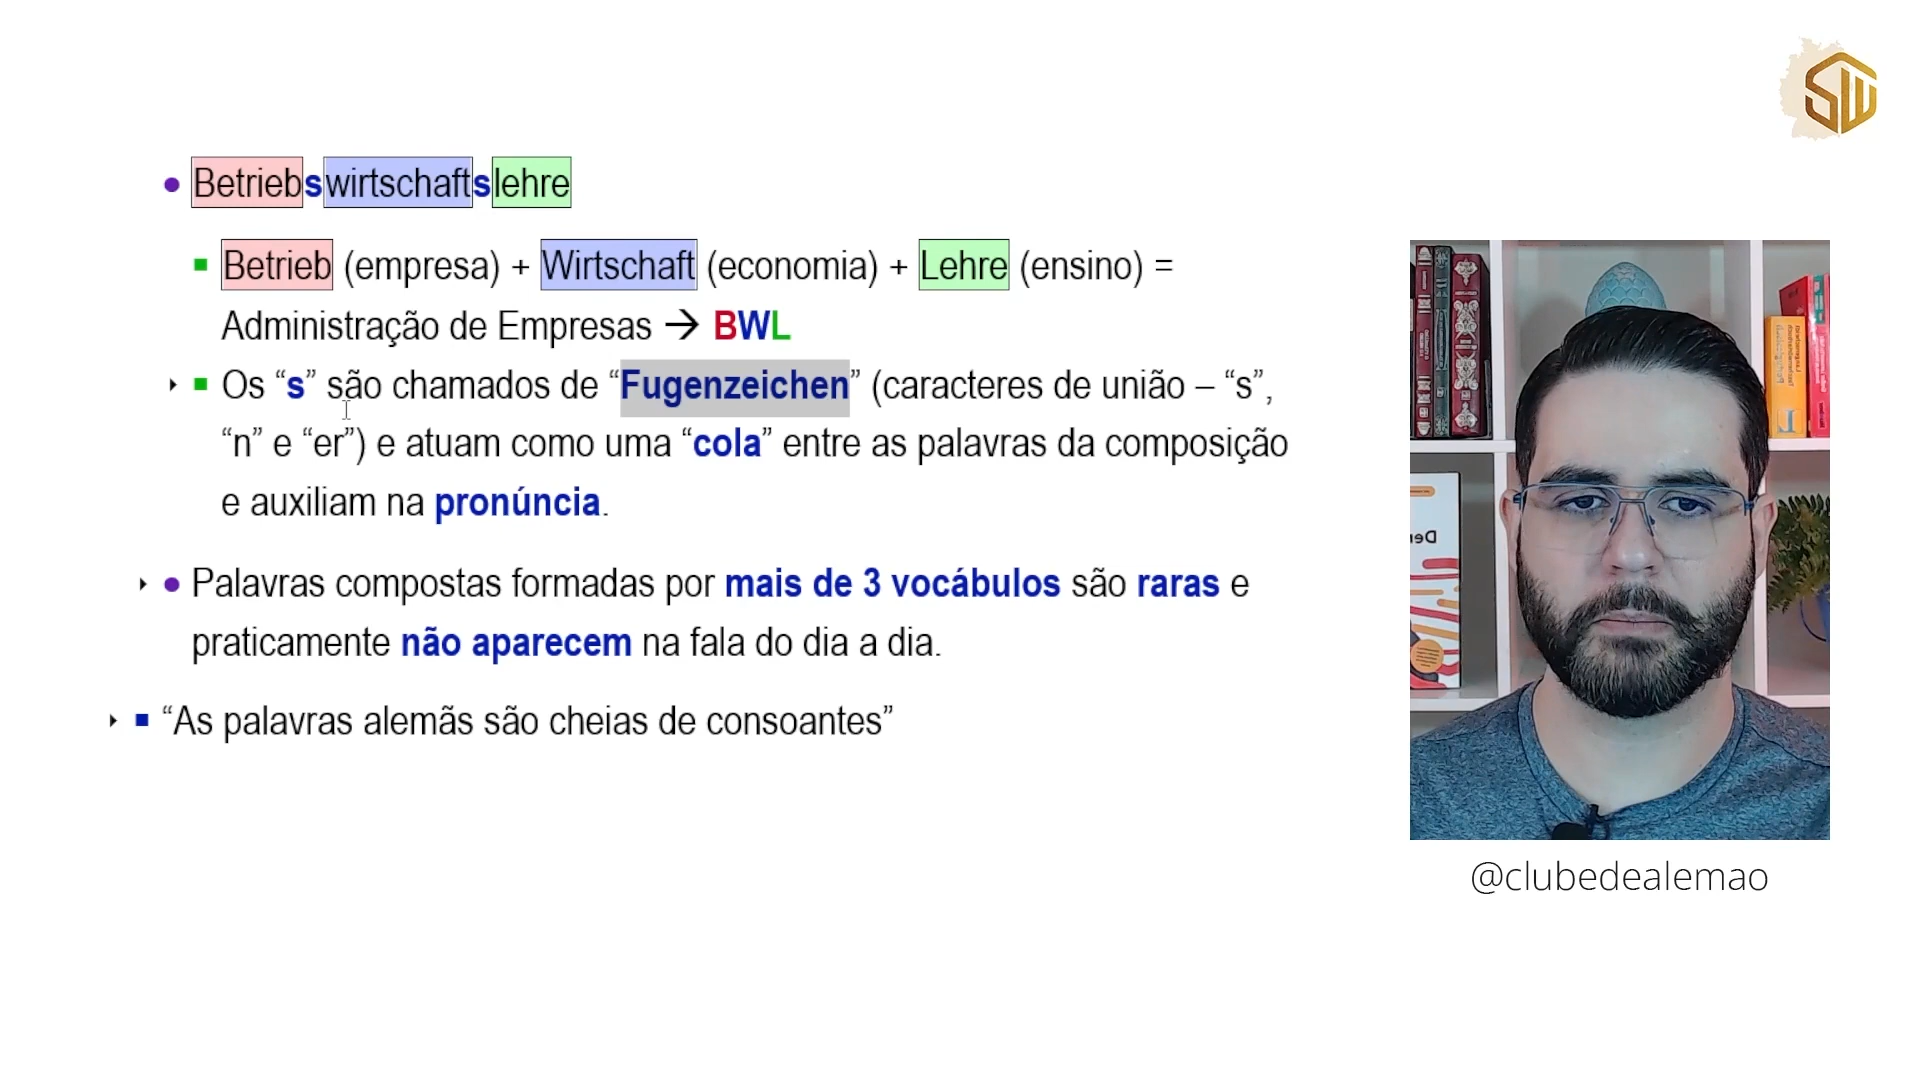 Betriebswirtschaftslehre
Betrieb (empresa) + Wirtschaft (economia) + Lehre (ensino) =
Administração de Empresas → BWL
Os “s” são chamados de “Fugenzeichen” (caracteres de união – “s”,
“n” e “er”) e atuam como uma “cola” entre as palavras da composição
e auxiliam na pronúncia.
Palavras compostas formadas por mais de 3 vocábulos são raras e
praticamente não aparecem na fala do dia a dia.
“As palavras alemãs são cheias de consoantes”
@clubedealemao